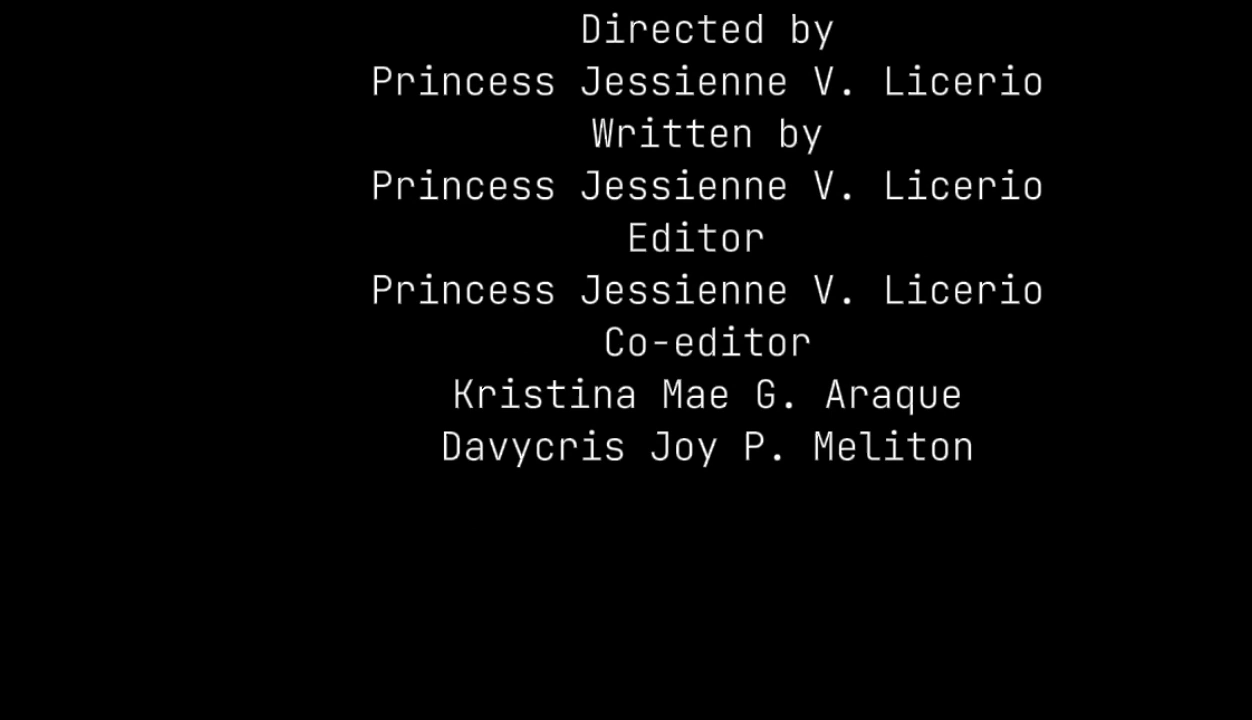 Directed by
Princess Jessienne V. Licerio
Written by
Princess Jessienne V. Licerio
Editor
Princess Jessienne V. Licerio
Co-editor
Kristina Mae G. Araque
Davycris Joy P. Meliton